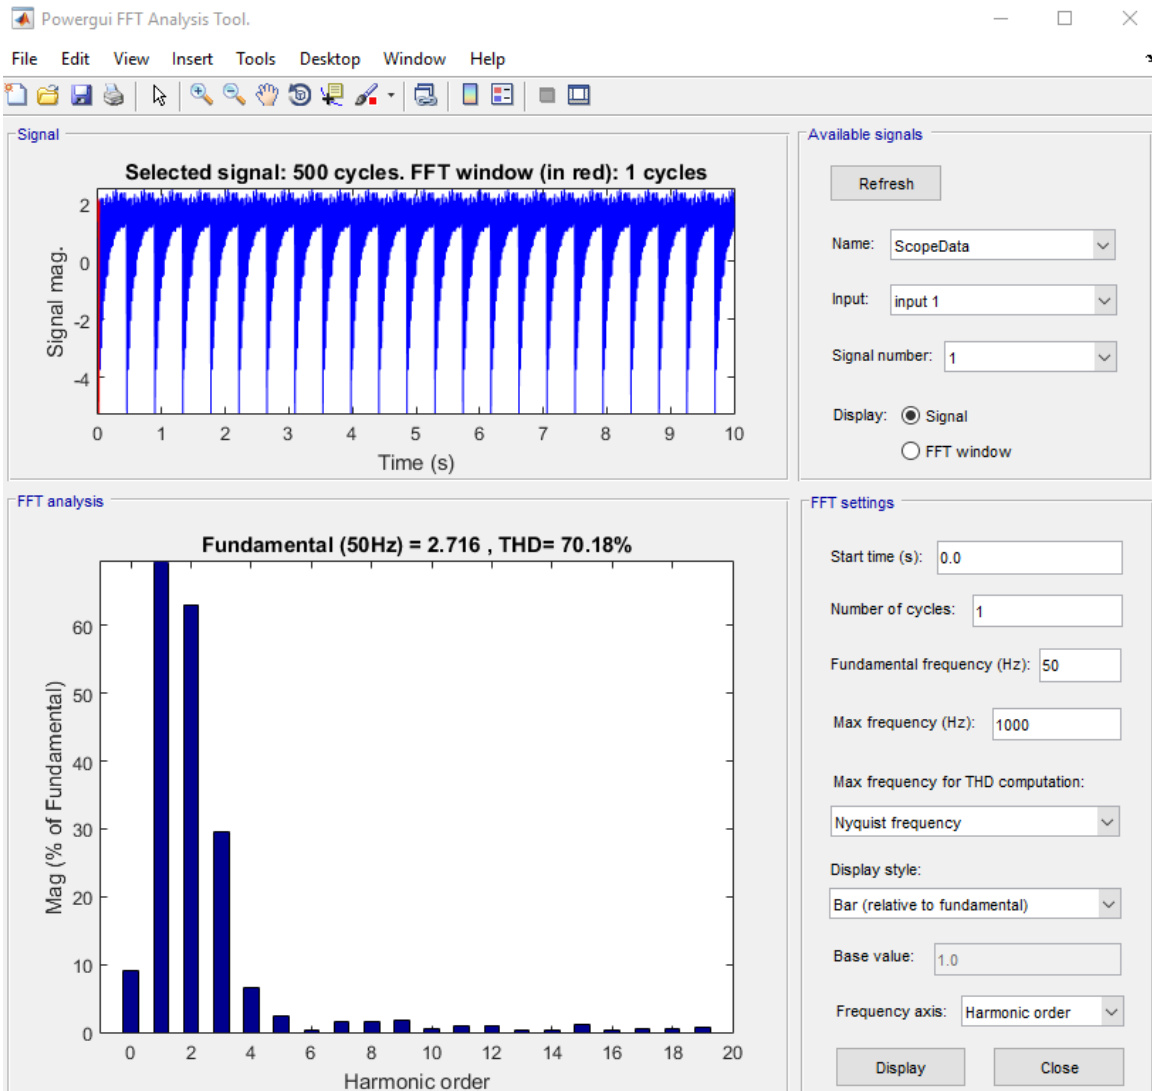 Powergui FFT Analysis Tool.
File Edit View Insert Tools Desktop Window Help
Signal
Selected signal: 500 cycles. FFT window (in red): 1 cycles
2
0
-2
-4
Signal mag.
0 1 2 3 4 5 6 7 8 9 10
Time (s)
Available signals
Refresh
Name: ScopeData
Input: input 1
Signal number: 1
Display: Signal
FFT window
FFT analysis
Fundamental (50Hz) = 2.716 , THD= 70.18%
60
50
40
30
20
10
0
Mag (% of Fundamental)
0 2 4 6 8 10 12 14 16 18 20
Harmonic order
FFT settings
Start time (s): 0.0
Number of cycles: 1
Fundamental frequency (Hz): 50
Max frequency (Hz): 1000
Max frequency for THD computation:
Nyquist frequency
Display style:
Bar (relative to fundamental)
Base value: 1.0
Frequency axis: Harmonic order
Display Close